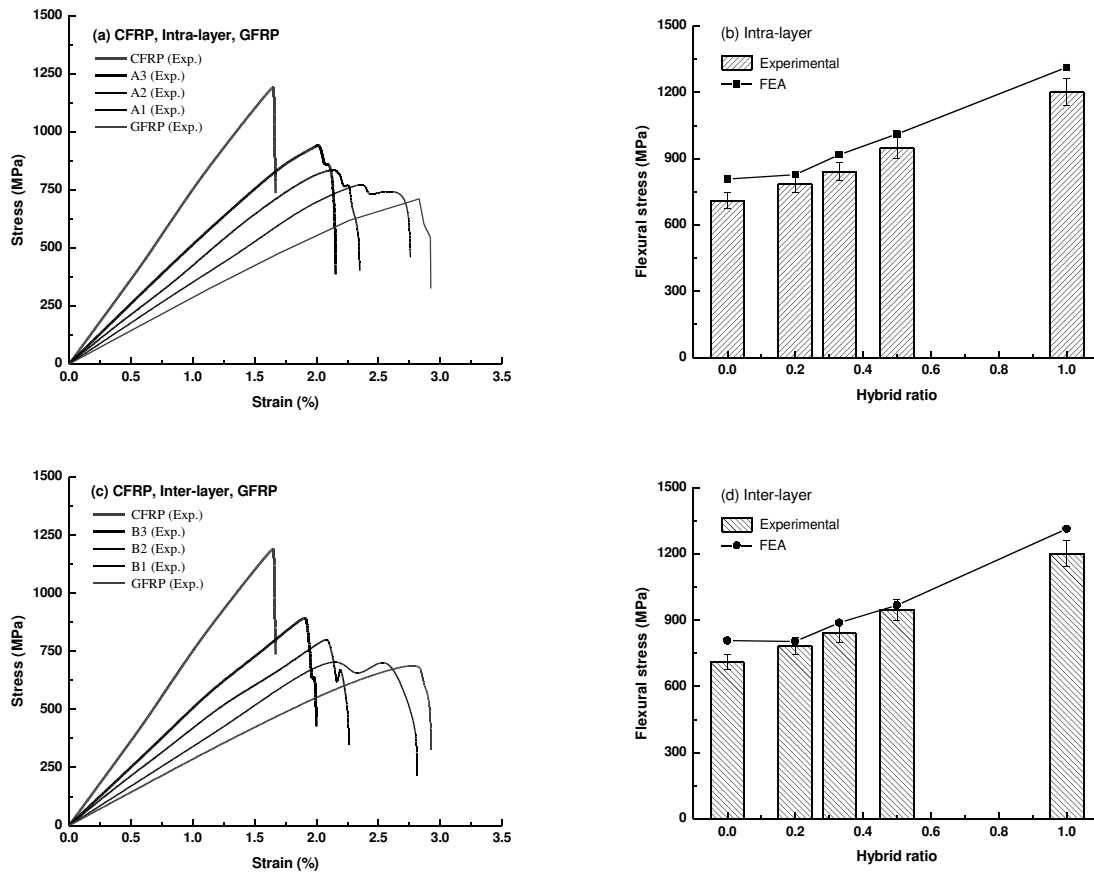 (a) CFRP, Intra-layer, GFRP
CFRP (Exp.)
A3 (Exp.)
A2 (Exp.)
A1 (Exp.)
GFRP (Exp.)
1500
1250
1000
750
500
250
0
Stress (MPa)
0.0 0.5 1.0 1.5 2.0 2.5 3.0 3.5
Strain (%)
(b) Intra-layer
Experimental
FEA
1500
1200
900
600
300
0
Flexural stress (MPa)
0.0 0.2 0.4 0.6 0.8 1.0
Hybrid ratio
(c) CFRP, Inter-layer, GFRP
CFRP (Exp.)
B3 (Exp.)
B2 (Exp.)
B1 (Exp.)
GFRP (Exp.)
1500
1250
1000
750
500
250
0
Stress (MPa)
0.0 0.5 1.0 1.5 2.0 2.5 3.0 3.5
Strain (%)
(d) Inter-layer
Experimental
FEA
1500
1200
900
600
300
0
Flexural stress (MPa)
0.0 0.2 0.4 0.6 0.8 1.0
Hybrid ratio